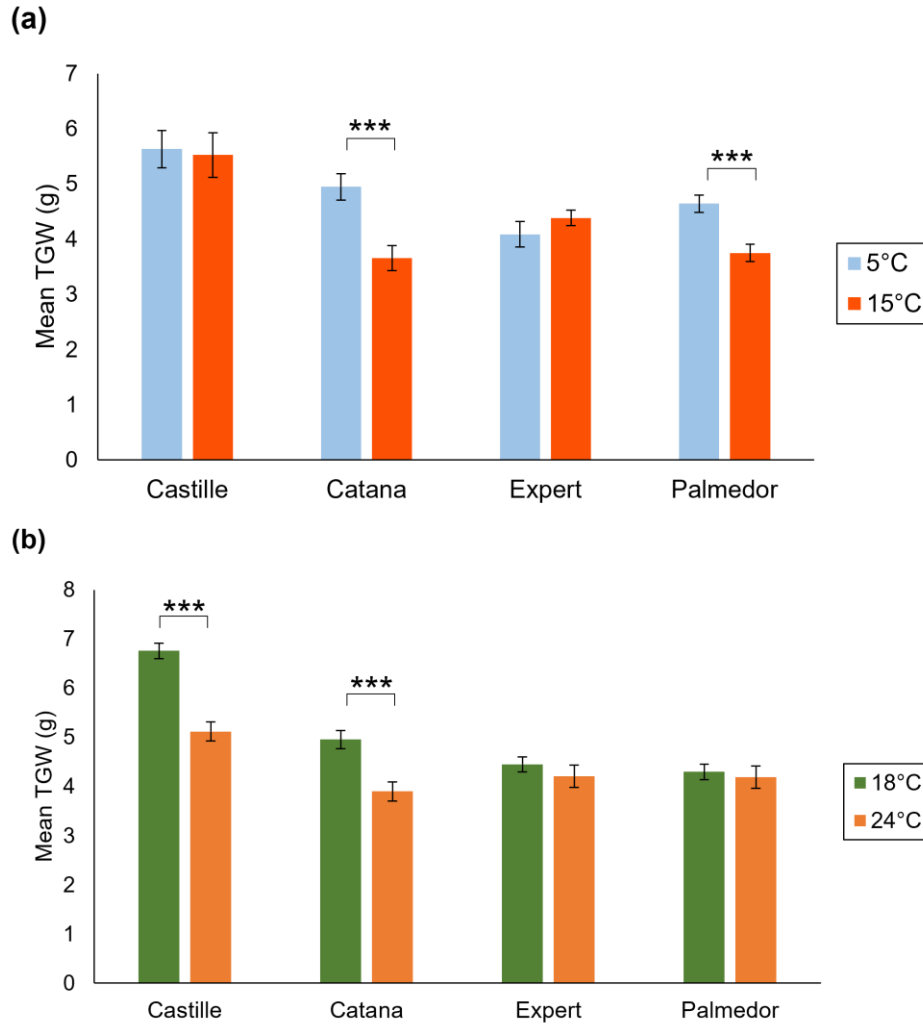 (a)
7
6
5
4
3
2
1
0
Mean TGW (g)
***
***
Castille Catana Expert Palmedor
5°C
15°C
(b)
8
7
6
5
4
3
2
1
0
Mean TGW (g)
***
***
Castille Catana Expert Palmedor
18°C
24°C